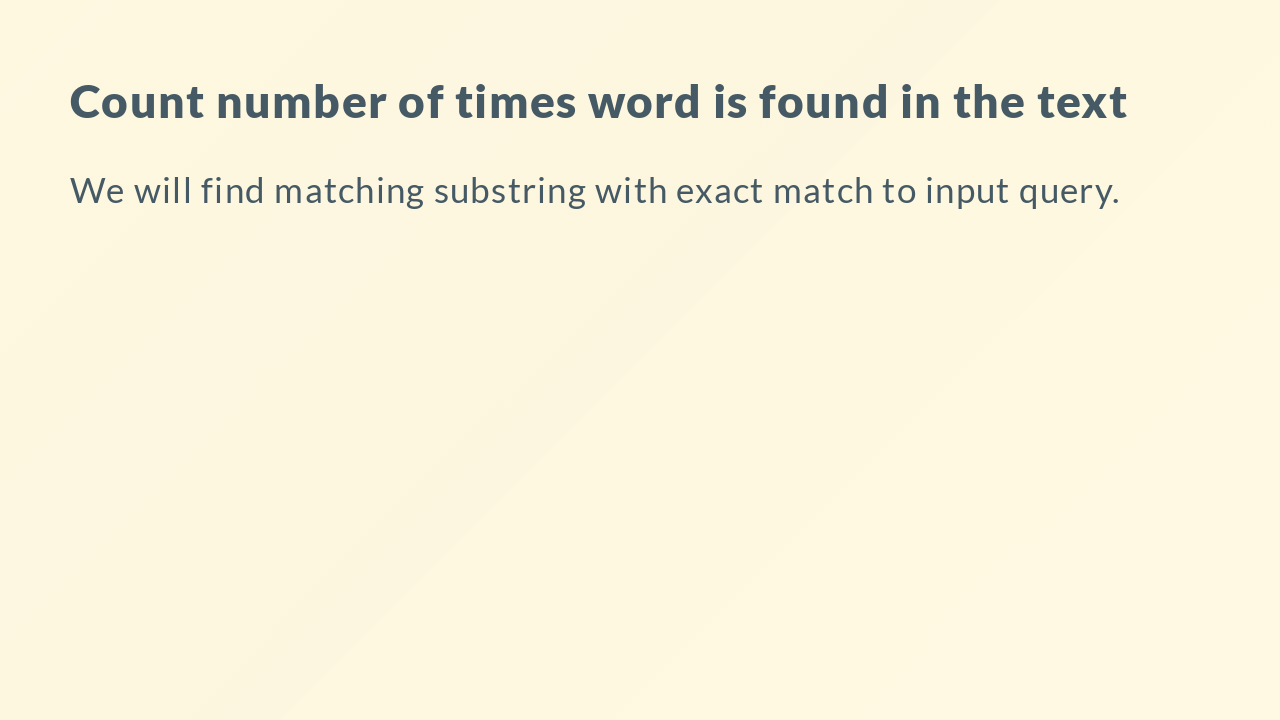 Count number of times word is found in the text
We will find matching substring with exact match to input query.